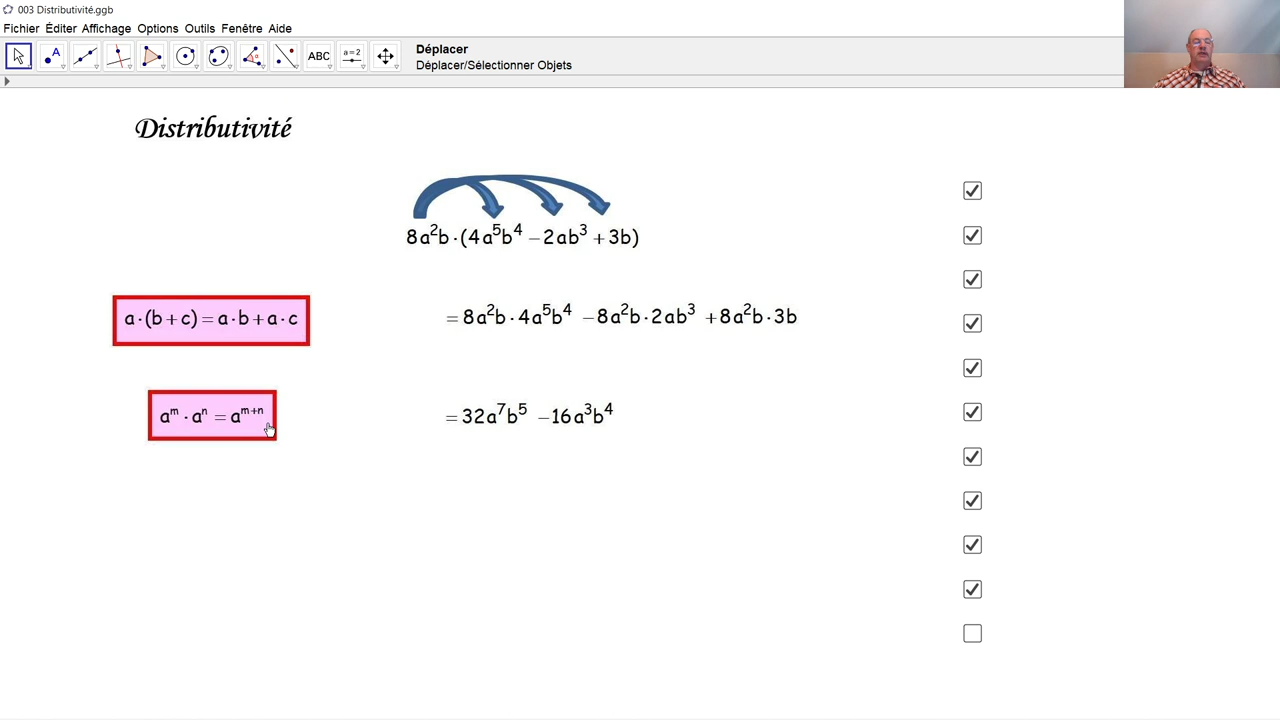 003 Distributivité.ggb
Fichier Éditer Affichage Options Outils Fenêtre Aide
A ABC a=2 Déplacer
Déplacer/Sélectionner Objets
Distributivité
8a²b·(4a⁵b⁴ −2ab³ +3b)
a·(b+c)=a·b+a·c
=8a²b·4a⁵b⁴ −8a²b·2ab³ +8a²b·3b
aᵐ·aⁿ=aᵐ⁺ⁿ
=32a⁷b⁵ −16a³b⁴